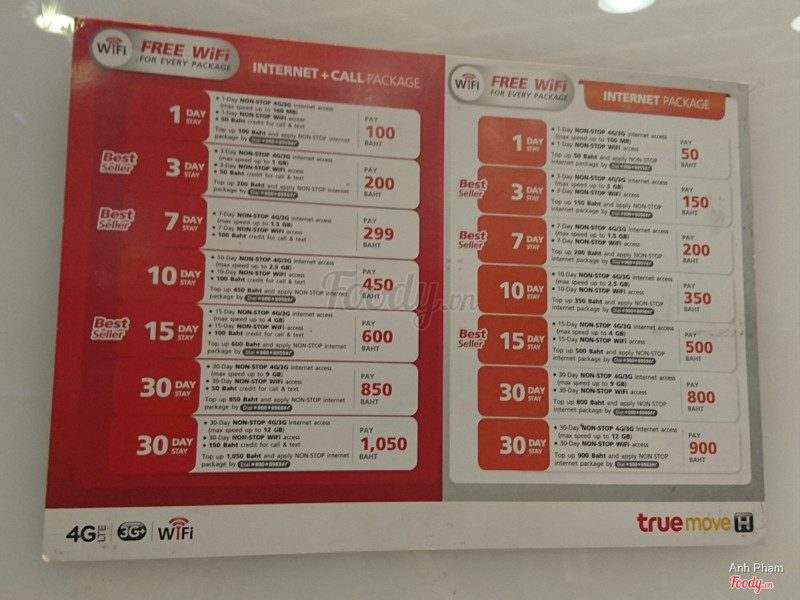 WiFi FREE WiFi
FOR EVERY PACKAGE
INTERNET + CALL PACKAGE
1 DAY STAY
• 1-Day NON-STOP 4G/3G internet access
(max speed up to 160 MB)
• 1-Day NON-STOP WiFi access
• 50 Baht credit for call & text
Top up 100 Baht and apply NON-STOP internet
package by Dial
PAY
100
BAHT
Best Seller
3 DAY STAY
• 3-Day NON-STOP 4G/3G internet access
(max speed up to 1 GB)
• 3-Day NON-STOP WiFi access
• 50 Baht credit for call & text
Top up 200 Baht and apply NON-STOP internet
package by Dial
PAY
200
BAHT
Best Seller
7 DAY STAY
• 7-Day NON-STOP 4G/3G internet access
(max speed up to 1.5 GB)
• 7-Day NON-STOP WiFi access
• 100 Baht credit for call & text
PAY
299
BAHT
10 DAY STAY
• 10-Day NON-STOP 4G/3G internet access
(max speed up to 2.5 GB)
• 10-Day NON-STOP WiFi access
• 100 Baht credit for call & text
Top up 450 Baht and apply NON-STOP internet
package by Dial
PAY
450
BAHT
Best Seller
15 DAY STAY
• 15-Day NON-STOP 4G/3G internet access
(max speed up to 4 GB)
• 15-Day NON-STOP WiFi access
• 100 Baht credit for call & text
Top up 600 Baht and apply NON-STOP internet
package by Dial
PAY
600
BAHT
30 DAY STAY
• 30-Day NON-STOP 4G/3G internet access
(max speed up to 9 GB)
• 30-Day NON-STOP WiFi access
• 50 Baht credit for call & text
Top up 850 Baht and apply NON-STOP internet
package by Dial
PAY
850
BAHT
30 DAY STAY
• 30-Day NON-STOP 4G/3G internet access
(max speed up to 12 GB)
• 30-Day NON-STOP WiFi access
• 150 Baht credit for call & text
Top up 1,050 Baht and apply NON-STOP internet
package by Dial
PAY
1,050
BAHT
WiFi FREE WiFi
FOR EVERY PACKAGE
INTERNET PACKAGE
1 DAY STAY
• 1-Day NON-STOP 4G/3G internet access
(max speed up to 160 MB)
• 1-Day NON-STOP WiFi access
Top up 50 Baht and apply NON-STOP internet
package by Dial
PAY
50
BAHT
Best Seller
3 DAY STAY
• 3-Day NON-STOP 4G/3G internet access
(max speed up to GB)
• 3-Day NON-STOP WiFi access
Top up 150 Baht and apply NON-STOP
internet package by Dial
PAY
150
BAHT
Best Seller
7 DAY STAY
• 7-Day NON-STOP 4G/3G internet access
(max speed up to 1.5 GB)
• 7-Day NON-STOP WiFi access
Top up 200 Baht and apply NON-STOP
internet package by Dial
PAY
200
BAHT
10 DAY STAY
• 10-Day NON-STOP 4G/3G internet access
(max speed up to 2.5 GB)
• 10-Day NON-STOP WiFi access
Top up 350 Baht and apply NON-STOP
internet package by Dial
PAY
350
BAHT
Best Seller
15 DAY STAY
• 15-Day NON-STOP 4G/3G internet access
(max speed up to 4 GB)
• 15-Day NON-STOP WiFi access
Top up 500 Baht and apply NON-STOP
internet package by Dial
PAY
500
BAHT
30 DAY STAY
• 30-Day NON-STOP 4G/3G internet access
(max speed up to 9 GB)
• 30-Day NON-STOP WiFi access
Top up 800 Baht and apply NON-STOP
internet package by Dial
PAY
800
BAHT
30 DAY STAY
• 30-Day NON-STOP 4G/3G internet access
(max speed up to 12 GB)
• 30-Day NON-STOP WiFi access
Top up 900 Baht and apply NON-STOP
internet package by Dial
PAY
900
BAHT
Foody.vn
4G LTE 3G+ WiFi
truemove H
Anh Pham
Foody.vn